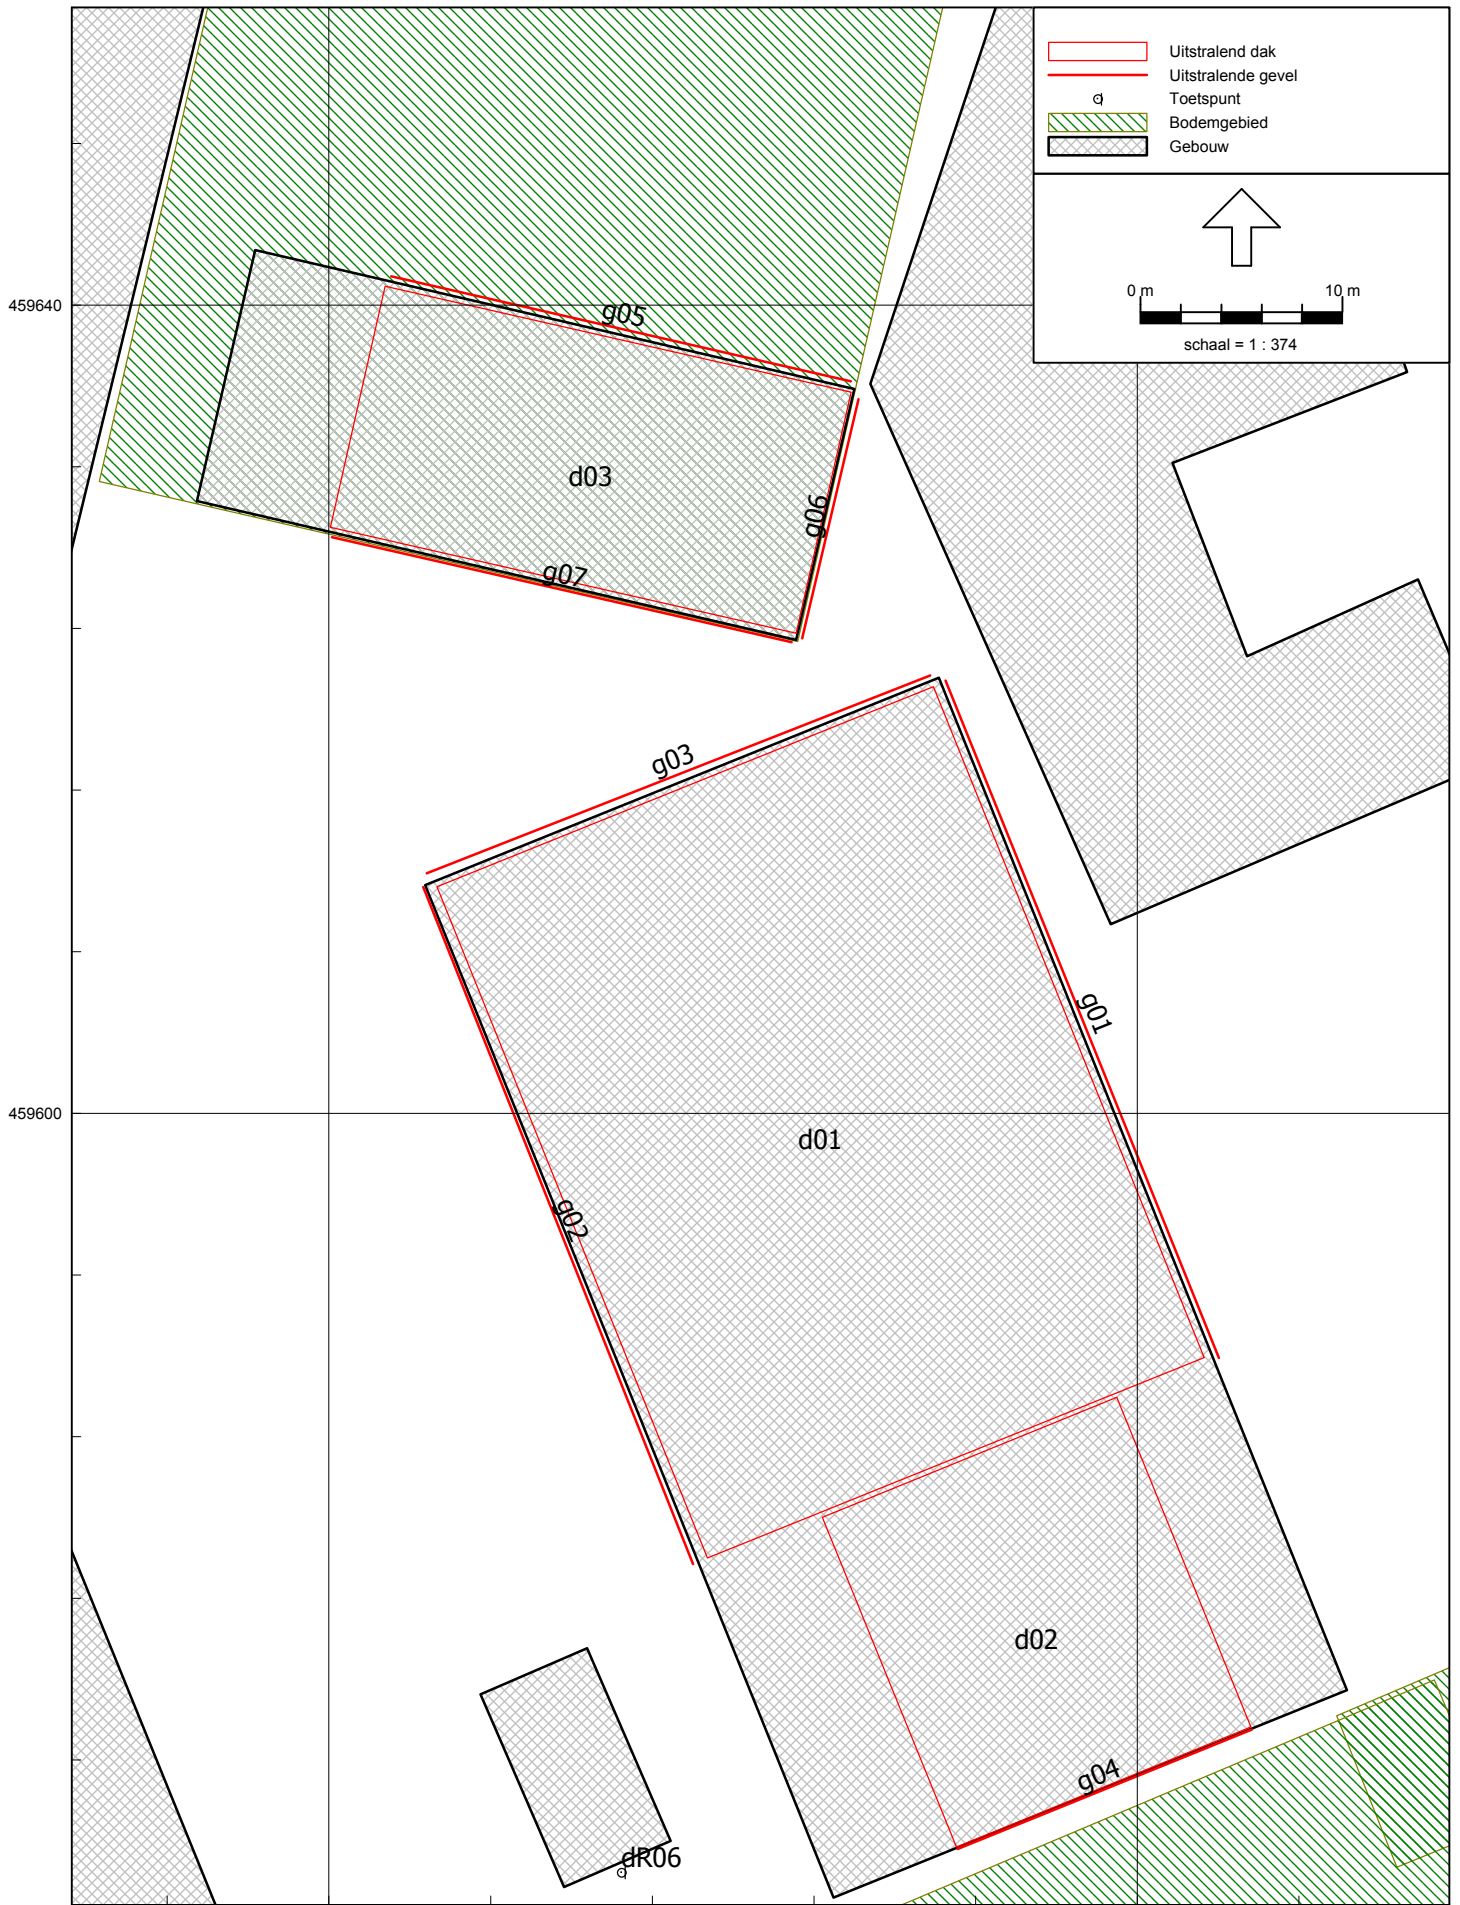 Uitstralend dak
Uitstralende gevel
Toetspunt
Bodemgebied
Gebouw
0 m 10 m
schaal = 1 : 374
459640
g05
d03
g06
g07
g03
g01
459600
d01
g02
d02
g04
dR06